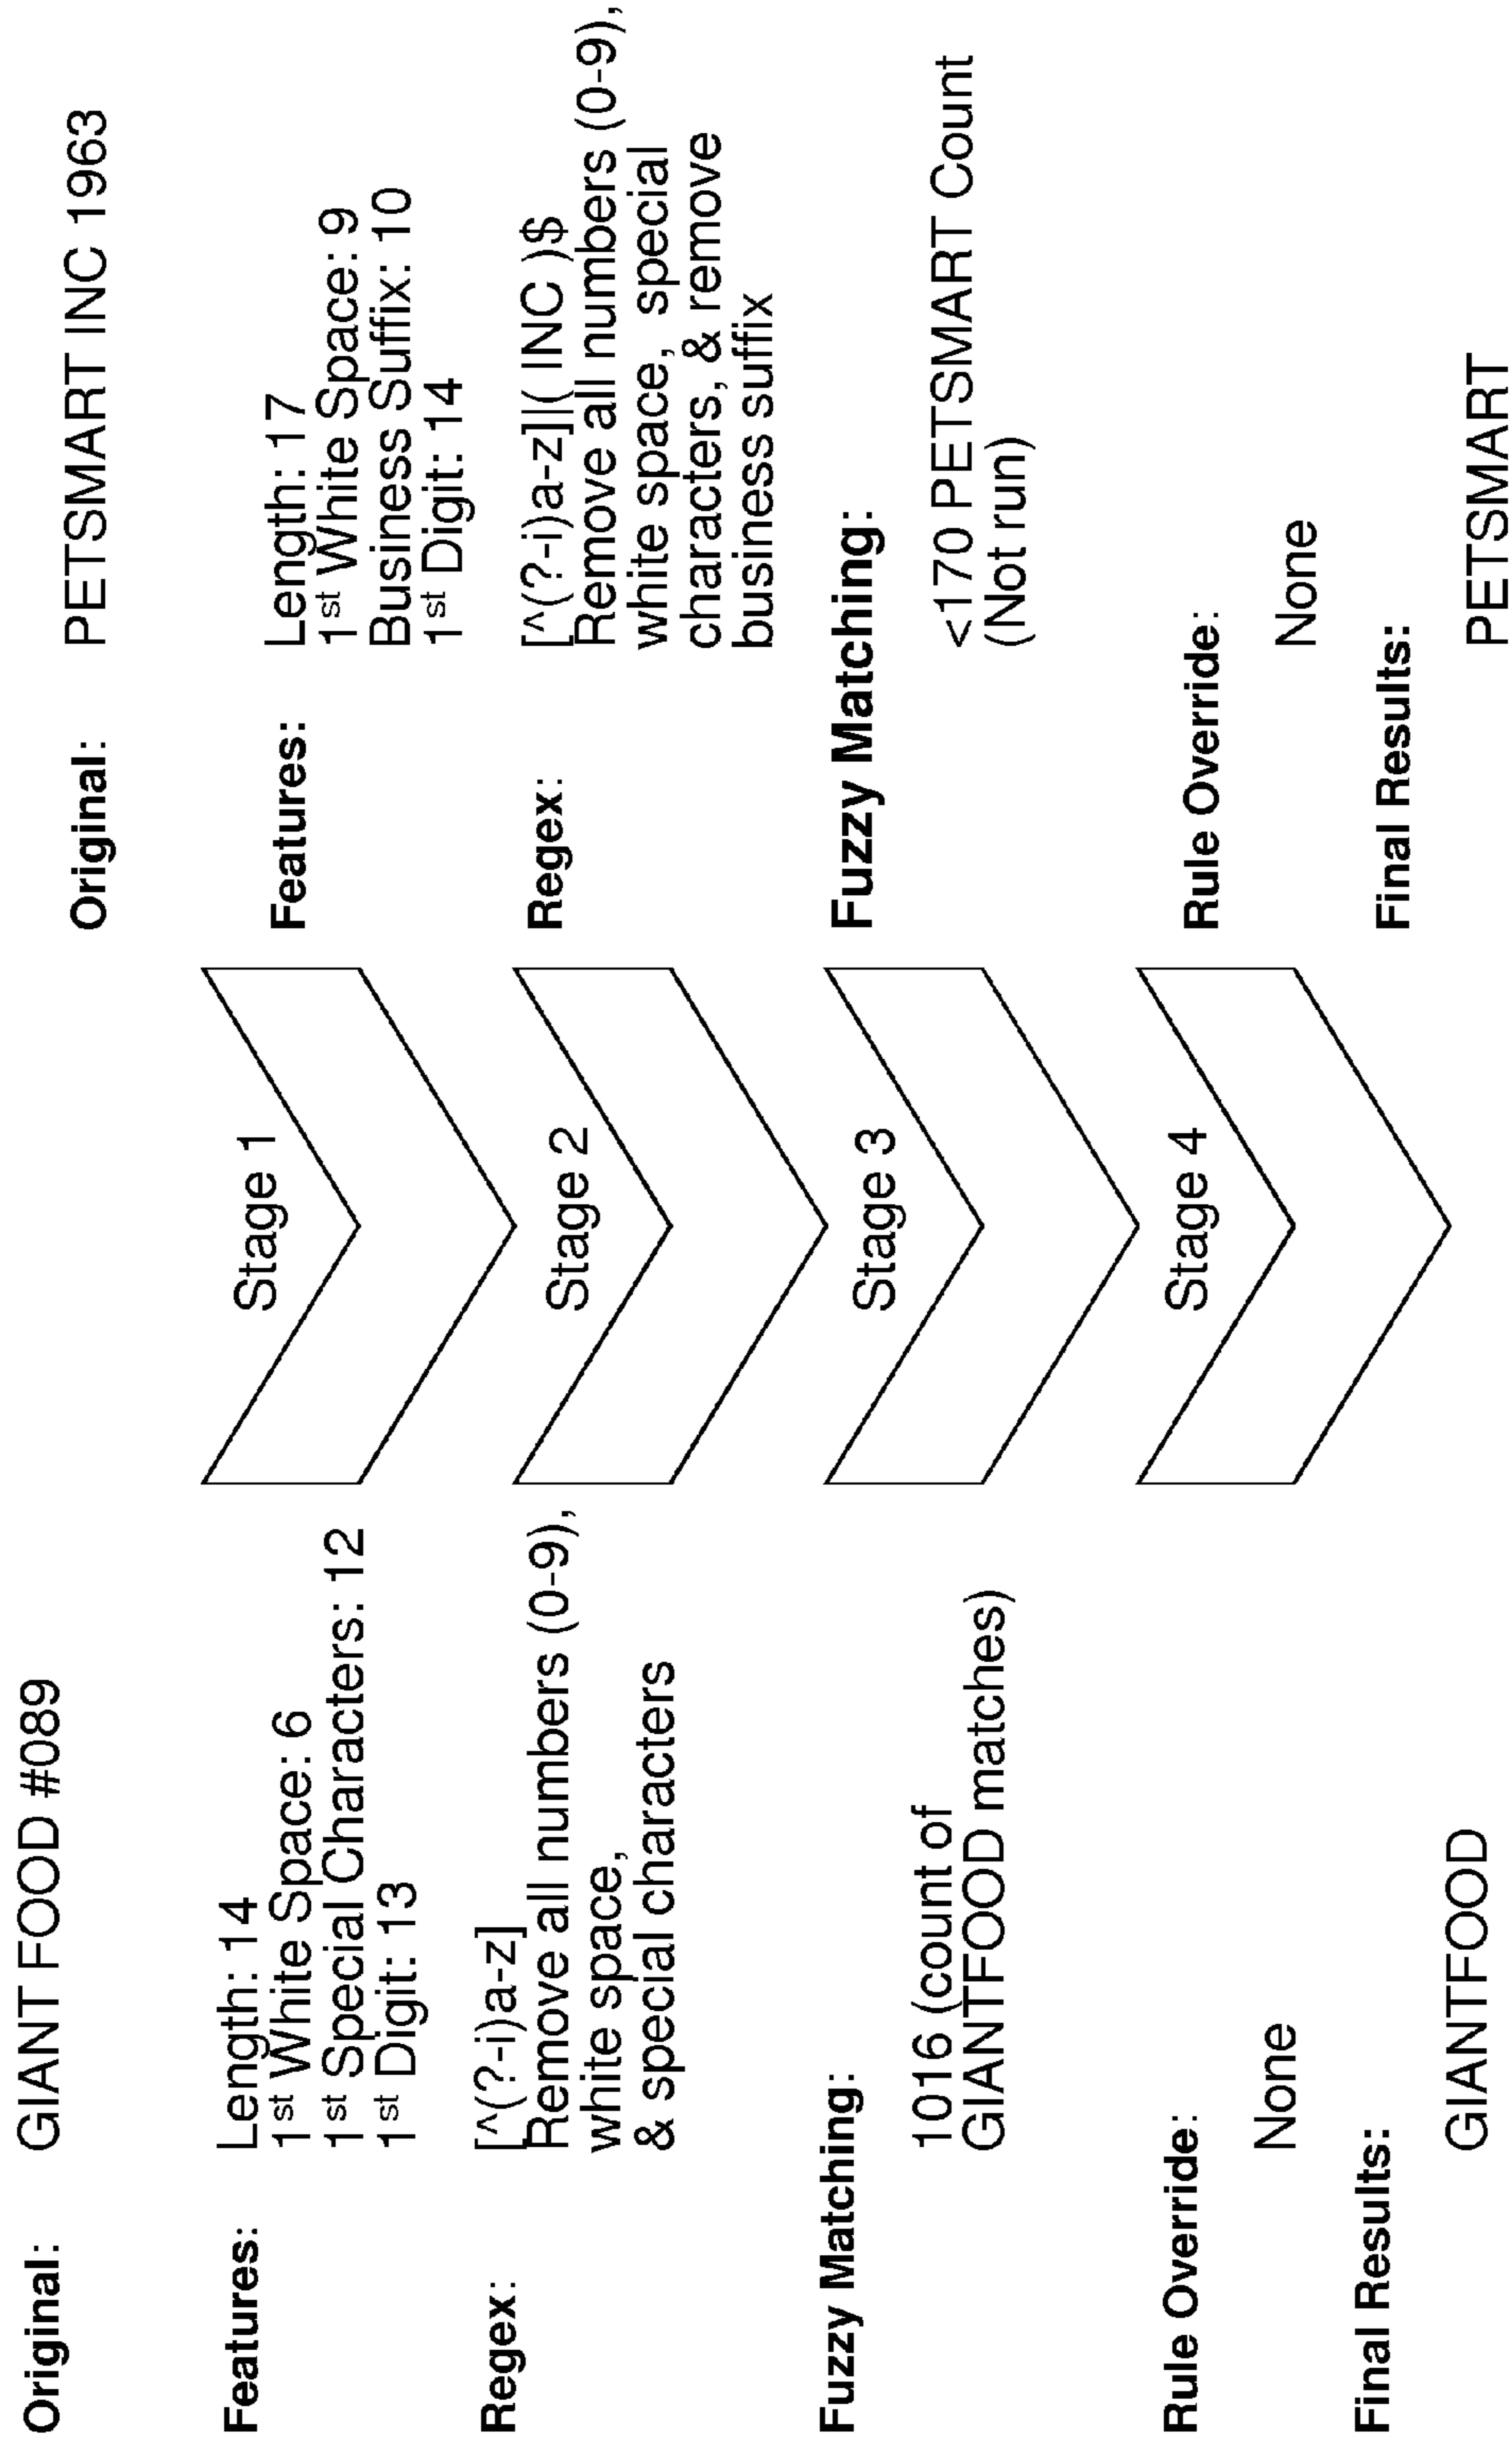 Original: GIANT FOOD #089
Features: Length: 14
1st White Space: 6
1st Special Characters: 12
1st Digit: 13
Regex: [^(?-i)a-z]
Remove all numbers (0-9),
white space,
& special characters
Fuzzy Matching:
1016 (count of
GIANTFOOD matches)
Rule Override:
None
Final Results:
GIANTFOOD
Stage 1
Stage 2
Stage 3
Stage 4
Original: PETSMART INC 1963
Features: Length: 17
1st White Space: 9
Business Suffix: 10
1st Digit: 14
Regex: [^(?-i)a-z]|( INC )$
Remove all numbers (0-9),
white space, special
characters, & remove
business suffix
Fuzzy Matching:
<170 PETSMART Count
(Not run)
Rule Override:
None
Final Results:
PETSMART